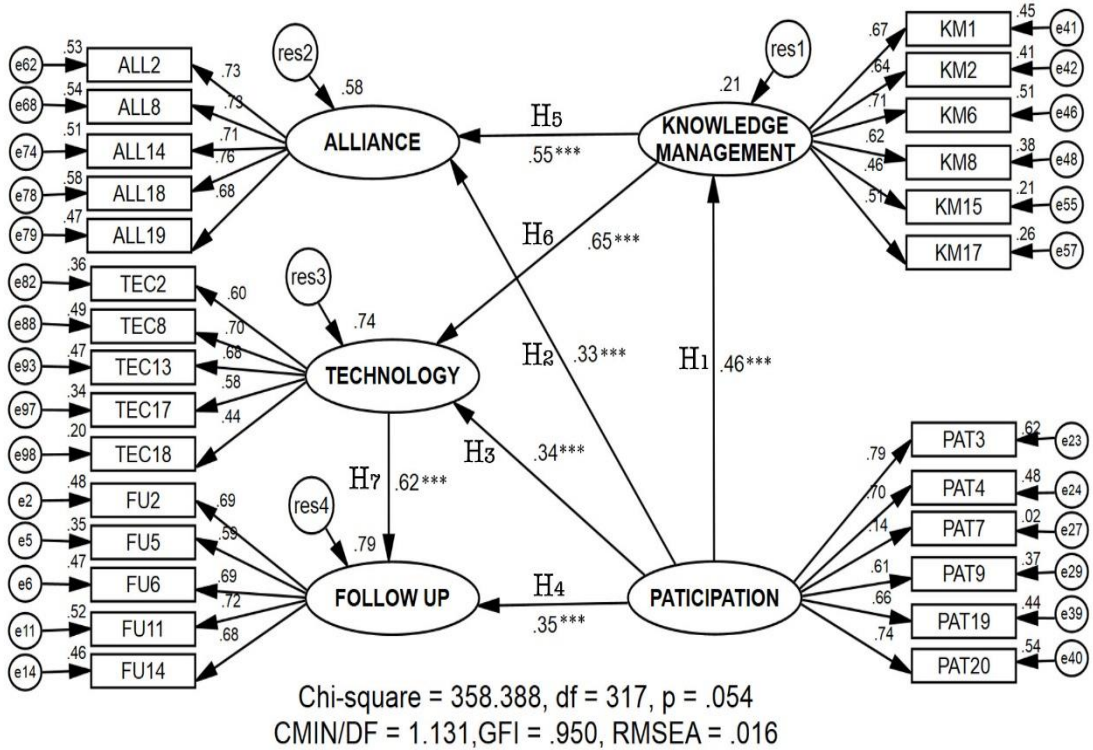 res2
res1
e62
.53
ALL2
.73
e68
.54
ALL8
.73
e74
.51
ALL14
.71
e78
.58
ALL18
.76
e79
.47
ALL19
.68
.58
ALLIANCE
H5
.55***
.21
KNOWLEDGE
MANAGEMENT
.67
KM1
.45
e41
.64
KM2
.41
e42
.71
KM6
.51
e46
.62
KM8
.38
e48
.46
KM15
.21
e55
.51
KM17
.26
e57
H6
.65***
res3
e82
.36
TEC2
.60
e88
.49
TEC8
.70
e93
.47
TEC13
.68
e97
.34
TEC17
.58
e98
.20
TEC18
.44
.74
TECHNOLOGY
H2
.33***
H1
.46***
H3
.34***
H7
.62***
res4
e2
.48
FU2
.69
e5
.35
FU5
.59
e6
.47
FU6
.69
e11
.52
FU11
.72
e14
.46
FU14
.68
.79
FOLLOW UP
H4
.35***
PATICIPATION
.79
PAT3
.62
e23
.70
PAT4
.48
e24
.14
PAT7
.02
e27
.61
PAT9
.37
e29
.66
PAT19
.44
e39
.74
PAT20
.54
e40
Chi-square = 358.388, df = 317, p = .054
CMIN/DF = 1.131,GFI = .950, RMSEA = .016